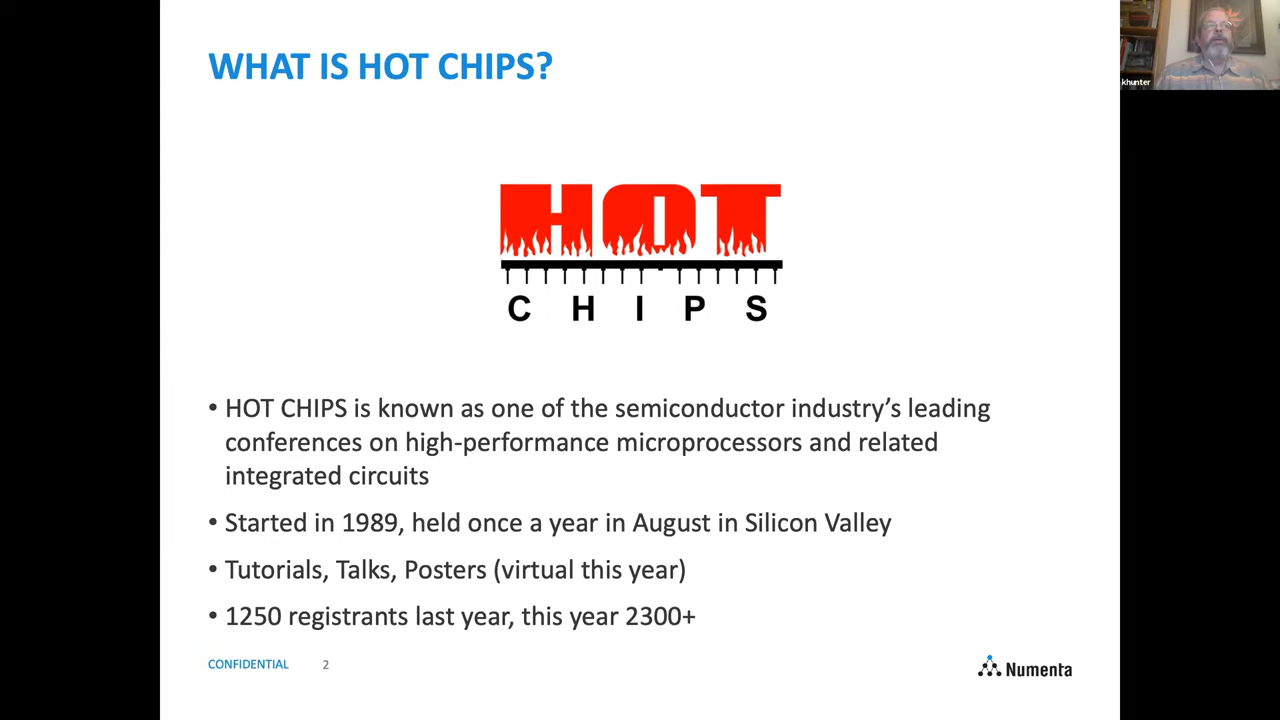 WHAT IS HOT CHIPS?
khunter
HOT
CHIPS
• HOT CHIPS is known as one of the semiconductor industry’s leading
conferences on high-performance microprocessors and related
integrated circuits
• Started in 1989, held once a year in August in Silicon Valley
• Tutorials, Talks, Posters (virtual this year)
• 1250 registrants last year, this year 2300+
CONFIDENTIAL 2
Numenta